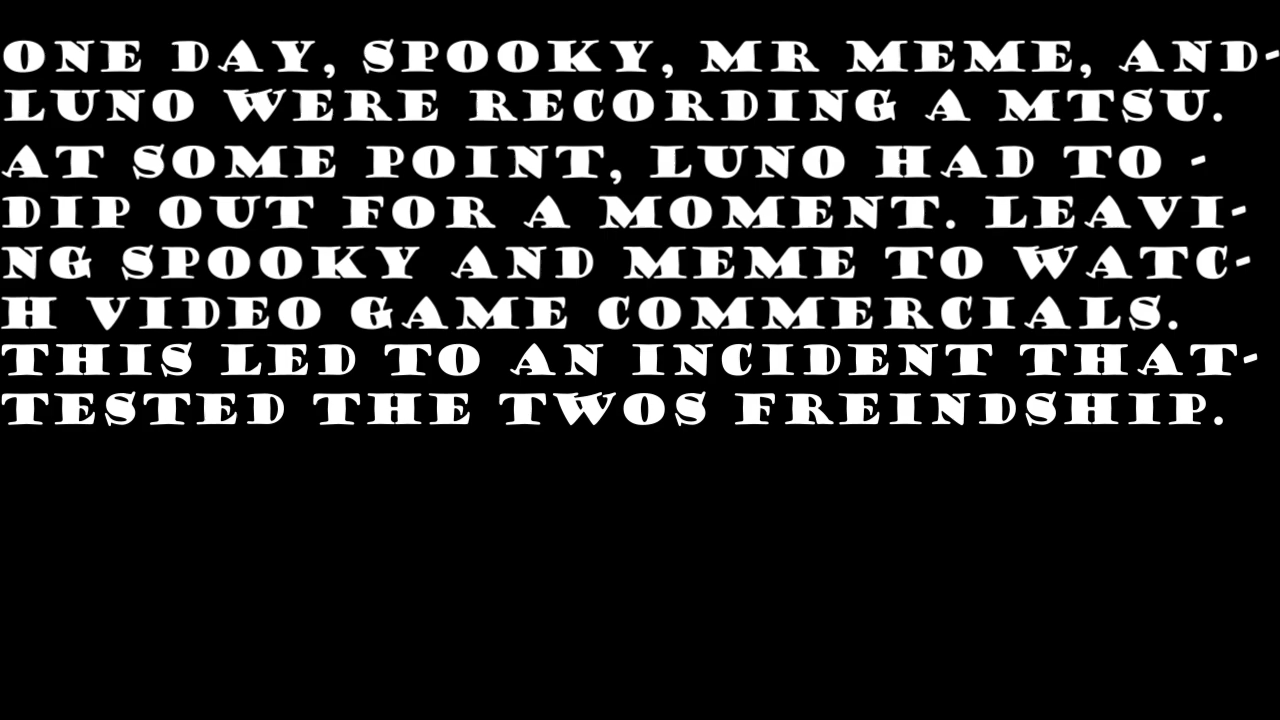 ONE DAY, SPOOKY, MR MEME, AND-
LUNO WERE RECORDING A MTSU.
AT SOME POINT, LUNO HAD TO -
DIP OUT FOR A MOMENT. LEAVI-
NG SPOOKY AND MEME TO WATC-
H VIDEO GAME COMMERCIALS.
THIS LED TO AN INCIDENT THAT-
TESTED THE TWOS FREINDSHIP.